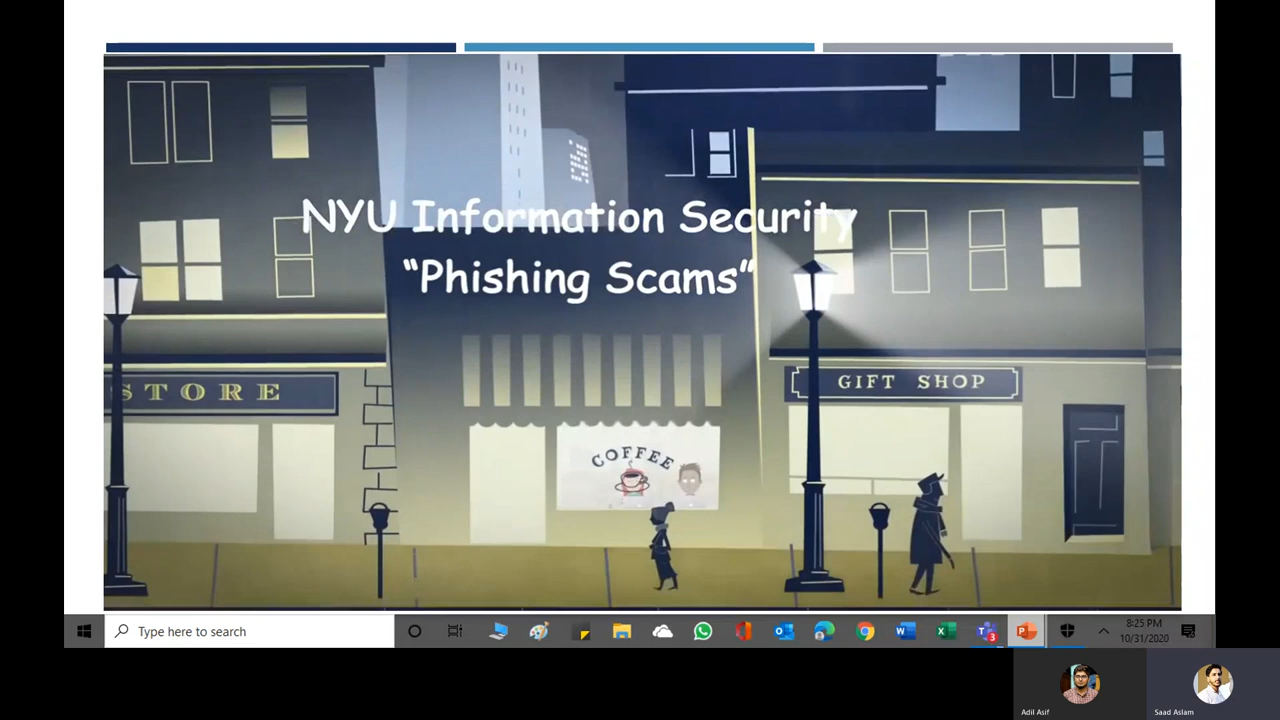 NYU Information Security
“Phishing Scams”
STORE
GIFT SHOP
COFFEE
Type here to search
3
8:25 PM
10/31/2020
Adil Asif
Saad Aslam